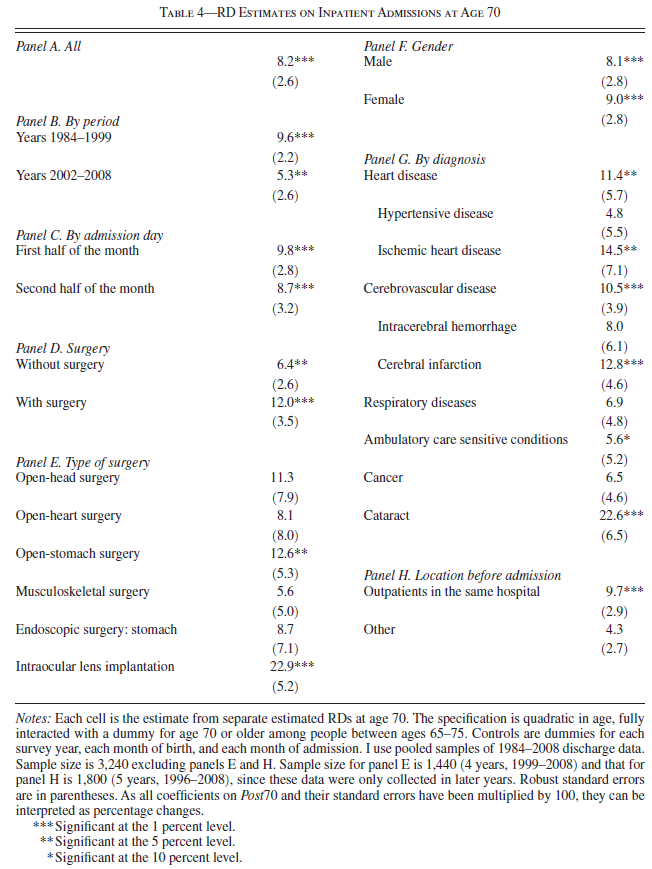 TABLE 4—RD ESTIMATES ON INPATIENT ADMISSIONS AT AGE 70
Panel A. All
8.2***
(2.6)
Panel B. By period
Years 1984–1999 9.6***
(2.2)
Years 2002–2008 5.3**
(2.6)
Panel C. By admission day
First half of the month 9.8***
(2.8)
Second half of the month 8.7***
(3.2)
Panel D. Surgery
Without surgery 6.4**
(2.6)
With surgery 12.0***
(3.5)
Panel E. Type of surgery
Open-head surgery 11.3
(7.9)
Open-heart surgery 8.1
(8.0)
Open-stomach surgery 12.6**
(5.3)
Musculoskeletal surgery 5.6
(5.0)
Endoscopic surgery: stomach 8.7
(7.1)
Intraocular lens implantation 22.9***
(5.2)
Panel F. Gender
Male 8.1***
(2.8)
Female 9.0***
(2.8)
Panel G. By diagnosis
Heart disease 11.4**
(5.7)
Hypertensive disease 4.8
(5.5)
Ischemic heart disease 14.5**
(7.1)
Cerebrovascular disease 10.5***
(3.9)
Intracerebral hemorrhage 8.0
(6.1)
Cerebral infarction 12.8***
(4.6)
Respiratory diseases 6.9
(4.8)
Ambulatory care sensitive conditions 5.6*
(5.2)
Cancer 6.5
(4.6)
Cataract 22.6***
(6.5)
Panel H. Location before admission
Outpatients in the same hospital 9.7***
(2.9)
Other 4.3
(2.7)
Notes: Each cell is the estimate from separate estimated RDs at age 70. The specification is quadratic in age, fully
interacted with a dummy for age 70 or older among people between ages 65–75. Controls are dummies for each
survey year, each month of birth, and each month of admission. I use pooled samples of 1984–2008 discharge data.
Sample size is 3,240 excluding panels E and H. Sample size for panel E is 1,440 (4 years, 1999–2008) and that for
panel H is 1,800 (5 years, 1996–2008), since these data were only collected in later years. Robust standard errors
are in parentheses. As all coefficients on Post70 and their standard errors have been multiplied by 100, they can be
interpreted as percentage changes.
***Significant at the 1 percent level.
**Significant at the 5 percent level.
*Significant at the 10 percent level.